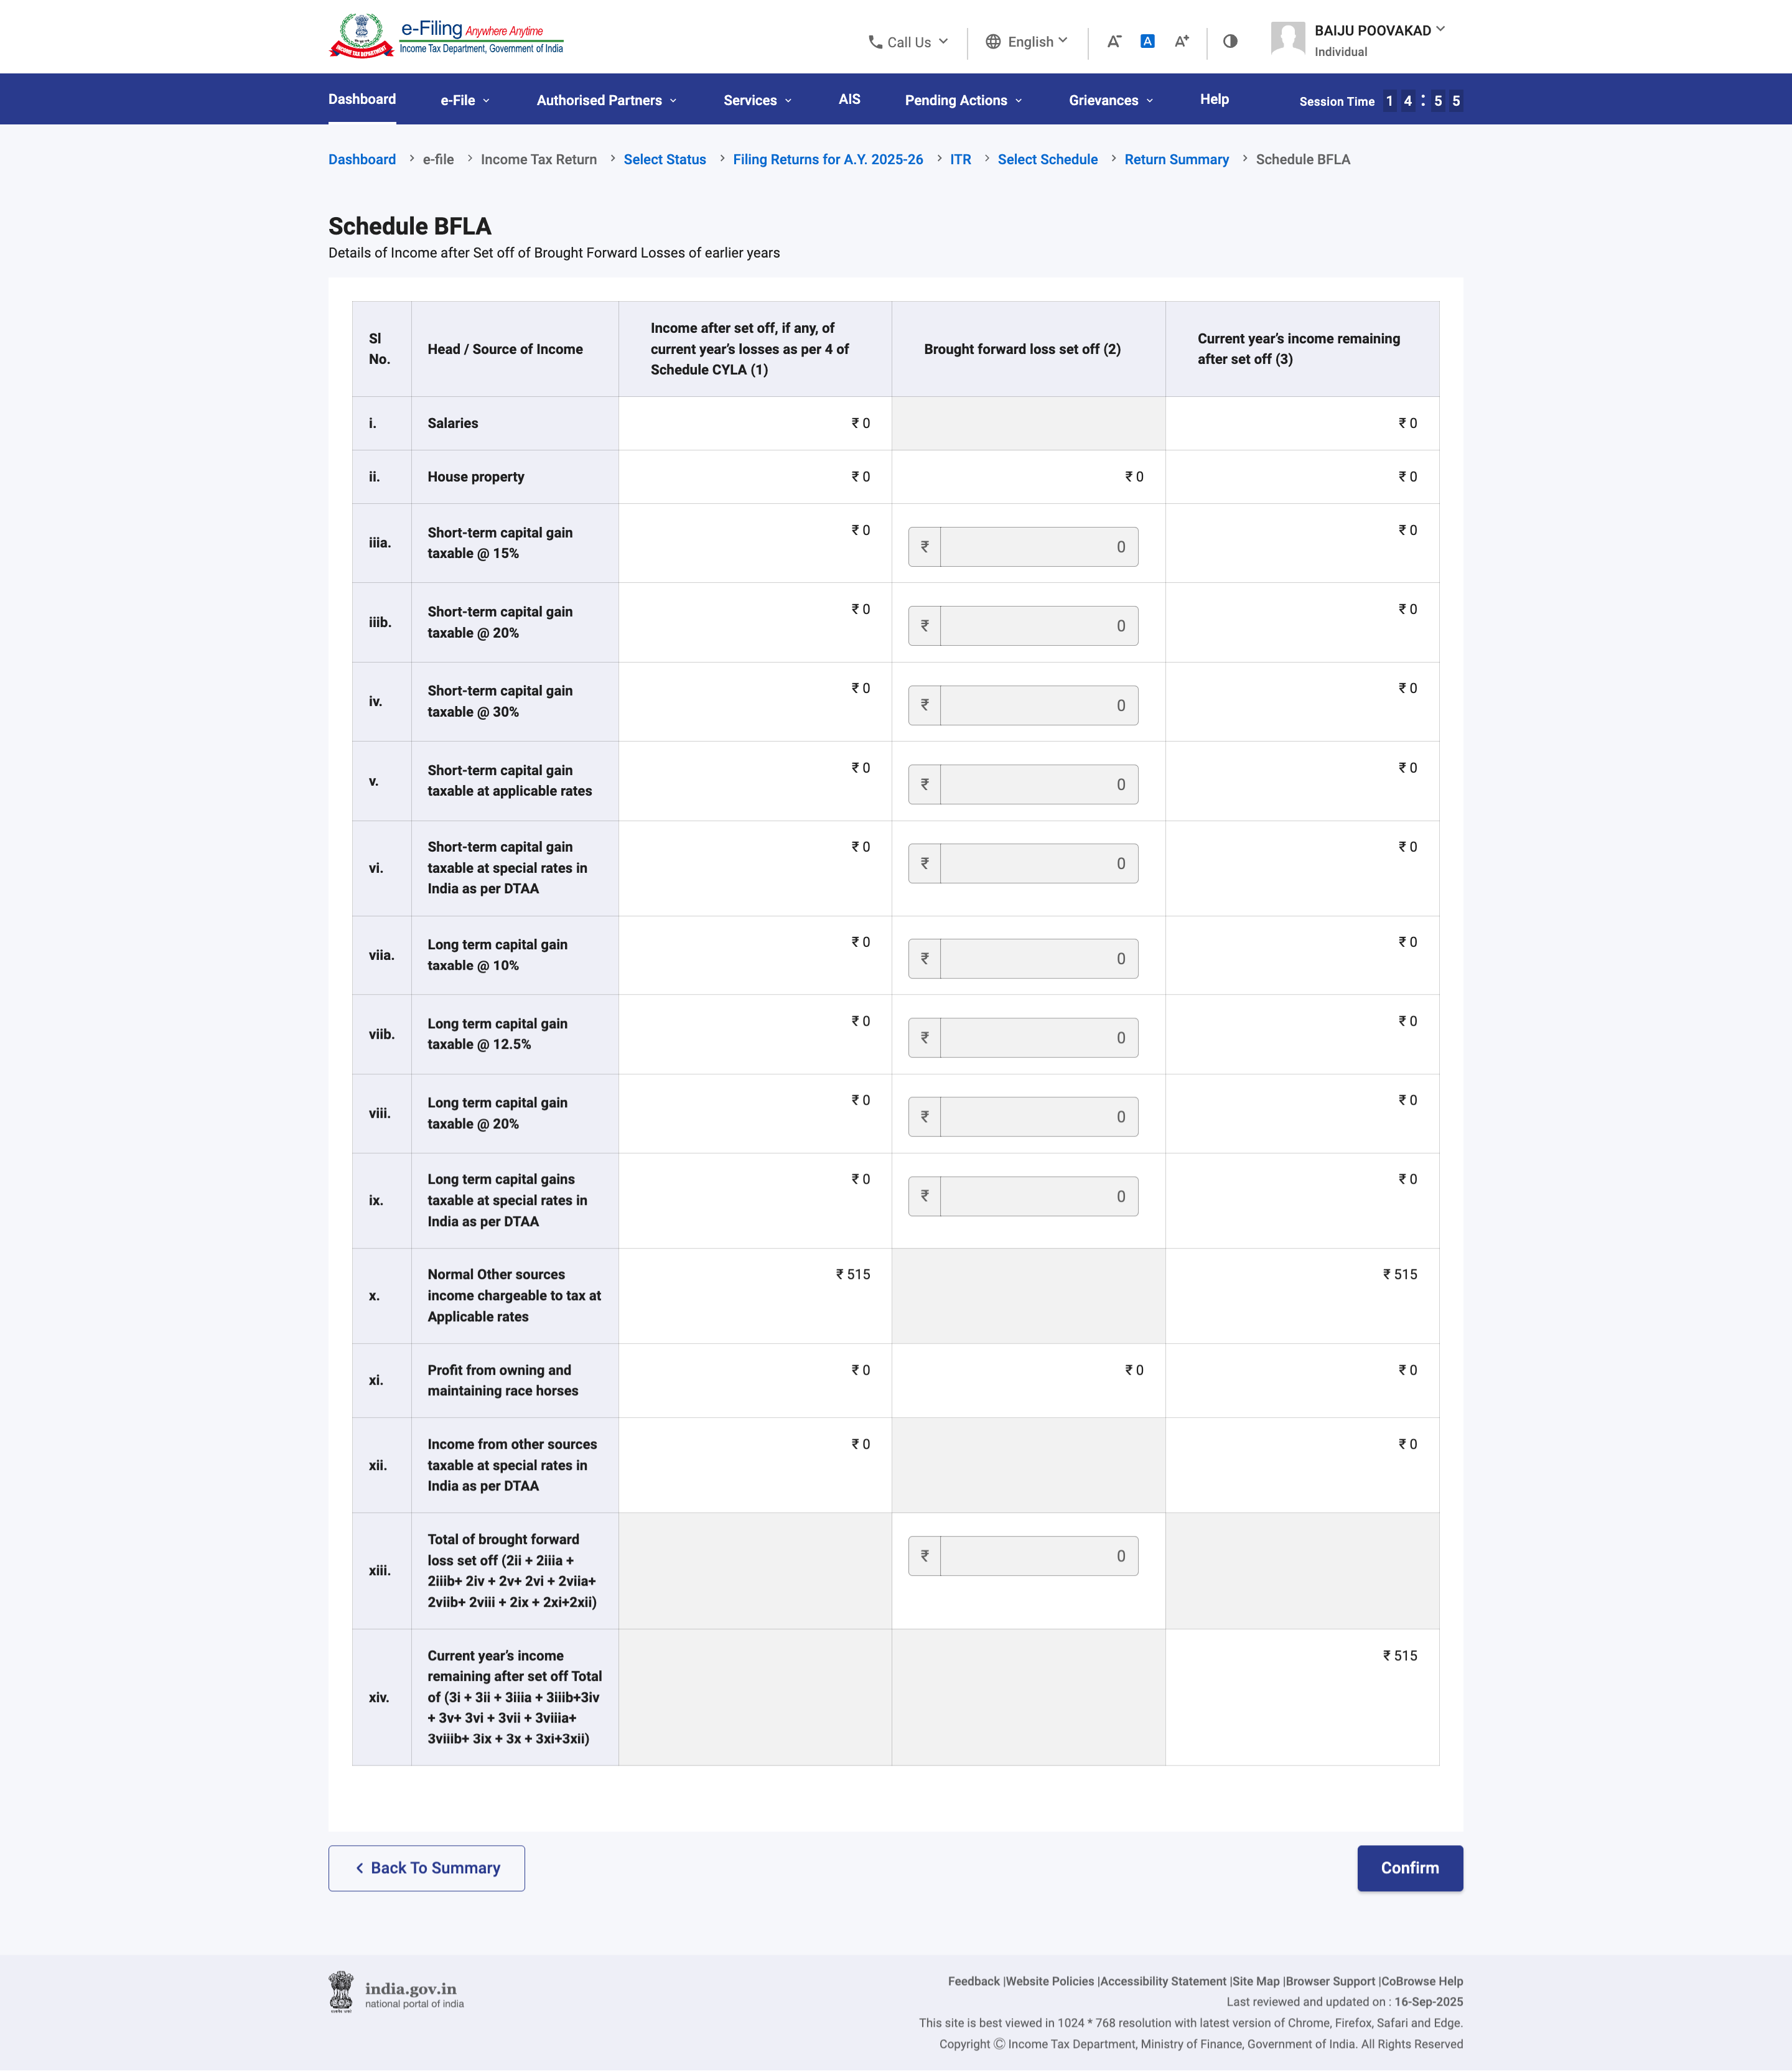 e-Filing Anywhere Anytime
Income Tax Department, Government of India
INCOME TAX DEPARTMENT
Call Us
English
A-
A
A+
BAIJU POOVAKAD
Individual
Dashboard
e-File
Authorised Partners
Services
AIS
Pending Actions
Grievances
Help
Session Time 1 4 : 5 5
Dashboard > e-file > Income Tax Return > Select Status > Filing Returns for A.Y. 2025-26 > ITR > Select Schedule > Return Summary > Schedule BFLA
Schedule BFLA
Details of Income after Set off of Brought Forward Losses of earlier years
Sl
No.
Head / Source of Income
Income after set off, if any, of
current year's losses as per 4 of
Schedule CYLA (1)
Brought forward loss set off (2)
Current year's income remaining
after set off (3)
i.
Salaries
₹ 0
₹ 0
ii.
House property
₹ 0
₹ 0
₹ 0
iiia.
Short-term capital gain
taxable @ 15%
₹ 0
₹ 0
₹ 0
iiib.
Short-term capital gain
taxable @ 20%
₹ 0
₹ 0
₹ 0
iv.
Short-term capital gain
taxable @ 30%
₹ 0
₹ 0
₹ 0
v.
Short-term capital gain
taxable at applicable rates
₹ 0
₹ 0
₹ 0
vi.
Short-term capital gain
taxable at special rates in
India as per DTAA
₹ 0
₹ 0
₹ 0
viia.
Long term capital gain
taxable @ 10%
₹ 0
₹ 0
₹ 0
viib.
Long term capital gain
taxable @ 12.5%
₹ 0
₹ 0
₹ 0
viii.
Long term capital gain
taxable @ 20%
₹ 0
₹ 0
₹ 0
ix.
Long term capital gains
taxable at special rates in
India as per DTAA
₹ 0
₹ 0
₹ 0
x.
Normal Other sources
income chargeable to tax at
Applicable rates
₹ 515
₹ 515
xi.
Profit from owning and
maintaining race horses
₹ 0
₹ 0
₹ 0
xii.
Income from other sources
taxable at special rates in
India as per DTAA
₹ 0
₹ 0
xiii.
Total of brought forward
loss set off (2ii + 2iiia +
2iiib+ 2iv + 2v+ 2vi + 2viia+
2viib+ 2viii + 2ix + 2xi+2xii)
₹ 0
xiv.
Current year's income
remaining after set off Total
of (3i + 3ii + 3iiia + 3iiib+3iv
+ 3v+ 3vi + 3vii + 3viiia+
3viiib+ 3ix + 3x + 3xi+3xii)
₹ 515
< Back To Summary
Confirm
india.gov.in
national portal of india
Feedback |Website Policies |Accessibility Statement |Site Map |Browser Support |CoBrowse Help
Last reviewed and updated on : 16-Sep-2025
This site is best viewed in 1024 * 768 resolution with latest version of Chrome, Firefox, Safari and Edge.
Copyright © Income Tax Department, Ministry of Finance, Government of India. All Rights Reserved